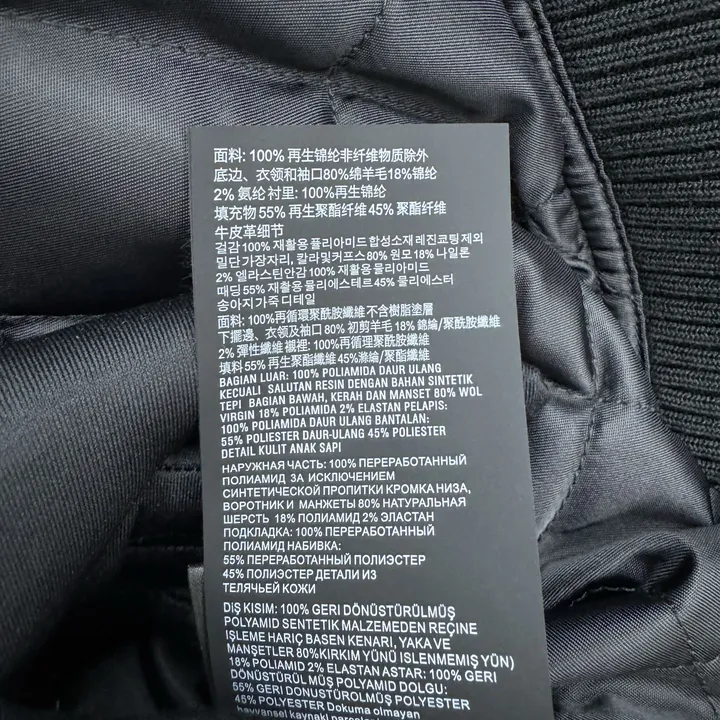 面料: 100% 再生锦纶非纤维物质除外
底边、衣领和袖口80%绵羊毛18%锦纶
2% 氨纶 衬里: 100%再生锦纶
填充物 55% 再生聚酯纤维 45% 聚酯纤维
牛皮革细节
겉감 100% 재활용 폴리아미드 합성소재 레진코팅 제외
밑단 가장자리, 칼라및커프스 80% 원모 18% 나일론
2% 엘라스틴안감 100% 재활용 폴리아미드
패딩 55% 재활용 폴리에스테르 45% 폴리에스터
송아지 가죽 디테일
面料: 100%再循環聚酰胺纖維不含樹脂塗層
下擺邊、衣領及袖口 80% 初剪羊毛 18% 錦綸/聚酰胺纖維
2% 彈性纖維 襯裡: 100%再循理聚酰胺纖維
填料 55% 再生聚酯纖維 45%滌綸/聚酯纖維
BAGIAN LUAR: 100% POLIAMIDA DAUR ULANG
KECUALI SALUTAN RESIN DENGAN BAHAN SINTETIK
TEPI BAGIAN BAWAH, KERAH DAN MANSET 80% WOL
VIRGIN 18% POLIAMIDA 2% ELASTAN PELAPIS:
100% POLIAMIDA DAUR ULANG BANTALAN:
55% POLIESTER DAUR-ULANG 45% POLIESTER
DETAIL KULIT ANAK SAPI
НАРУЖНАЯ ЧАСТЬ: 100% ПЕРЕРАБОТАННЫЙ
ПОЛИАМИД ЗА ИСКЛЮЧЕНИЕМ
СИНТЕТИЧЕСКОЙ ПРОПИТКИ КРОМКА НИЗА,
ВОРОТНИК И МАНЖЕТЫ 80% НАТУРАЛЬНАЯ
ШЕРСТЬ 18% ПОЛИАМИД 2% ЭЛАСТАН
ПОДКЛАДКА: 100% ПЕРЕРАБОТАННЫЙ
ПОЛИАМИД НАБИВКА:
55% ПЕРЕРАБОТАННЫЙ ПОЛИЭСТЕР
45% ПОЛИЭСТЕР ДЕТАЛИ ИЗ
ТЕЛЯЧЬЕЙ КОЖИ
DIŞ KISIM: 100% GERI DÖNÜSTÜRÜLMÜŞ
POLYAMID SENTETIK MALZEMEDEN REÇINE
IŞLEME HARIÇ BASEN KENARI, YAKA VE
MANŞETLER 80%KIRKIM YÜNÜ ISLENMEMIŞ YÜN)
18% POLIAMID 2% ELASTAN ASTAR: 100% GERI
DÖNÜSTÜRÜLMÜŞ POLYAMID DOLGU:
55% GERI DONUSTUROLMÜŞ POLYESTER
45% POLYESTER Dokuma olmayan
hayvansel kaynaki